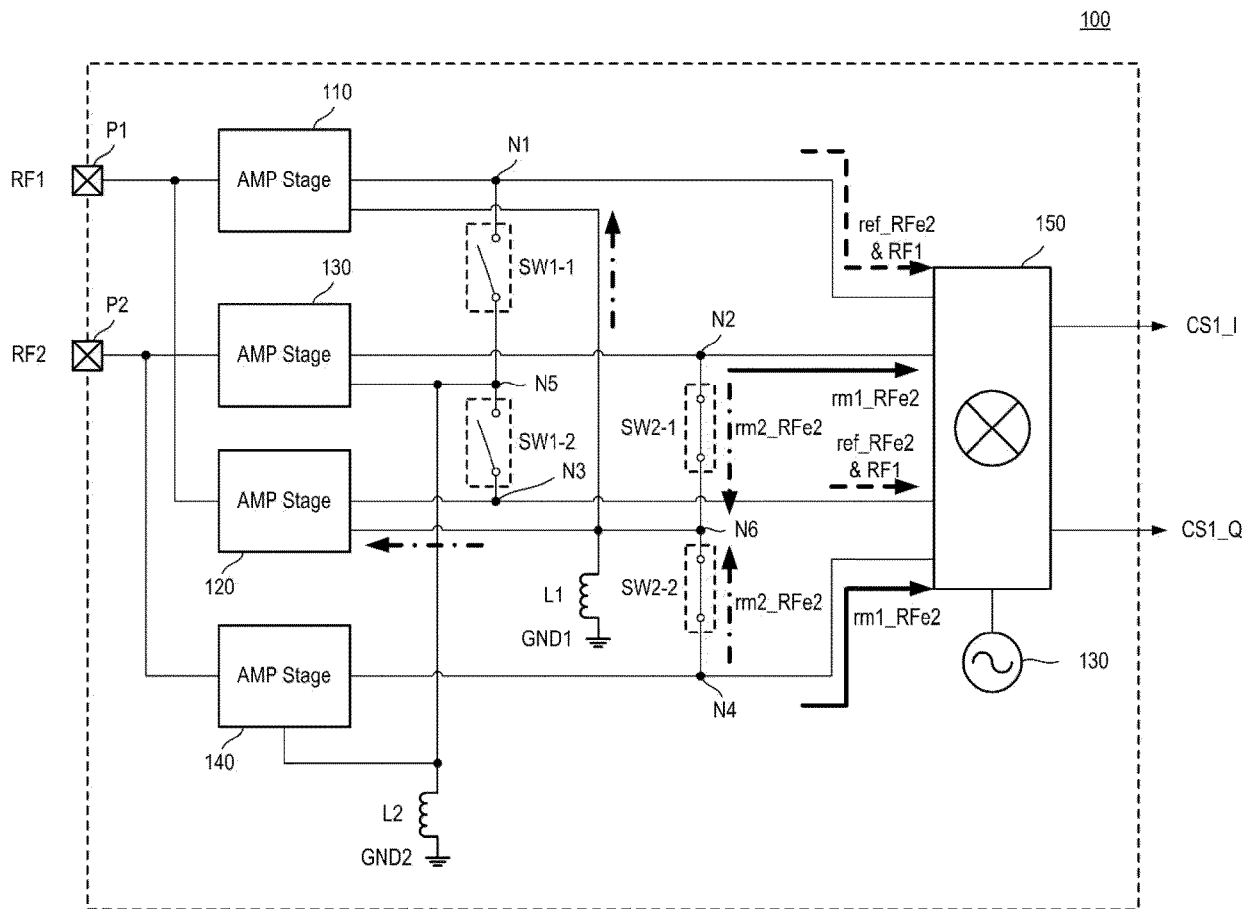 100
110
P1
N1
RF1
AMP Stage
ref_RFe2
& RF1
150
SW1-1
130
P2
N2
CS1_I
RF2
AMP Stage
N5
rm1_RFe2
SW2-1
rm2_RFe2
SW1-2
ref_RFe2
& RF1
N3
AMP Stage
N6
CS1_Q
120
L1
SW2-2
rm2_RFe2
rm1_RFe2
GND1
130
AMP Stage
N4
140
L2
GND2